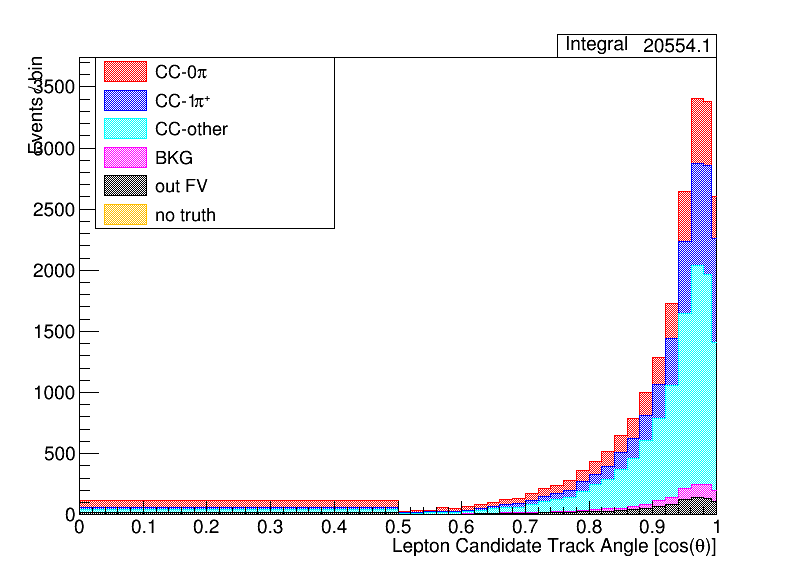 Integral 20554.1
Events / bin
CC-0π
CC-1π⁺
CC-other
BKG
out FV
no truth
3500
3000
2500
2000
1500
1000
500
0
0 0.1 0.2 0.3 0.4 0.5 0.6 0.7 0.8 0.9 1
Lepton Candidate Track Angle [cos(θ)]